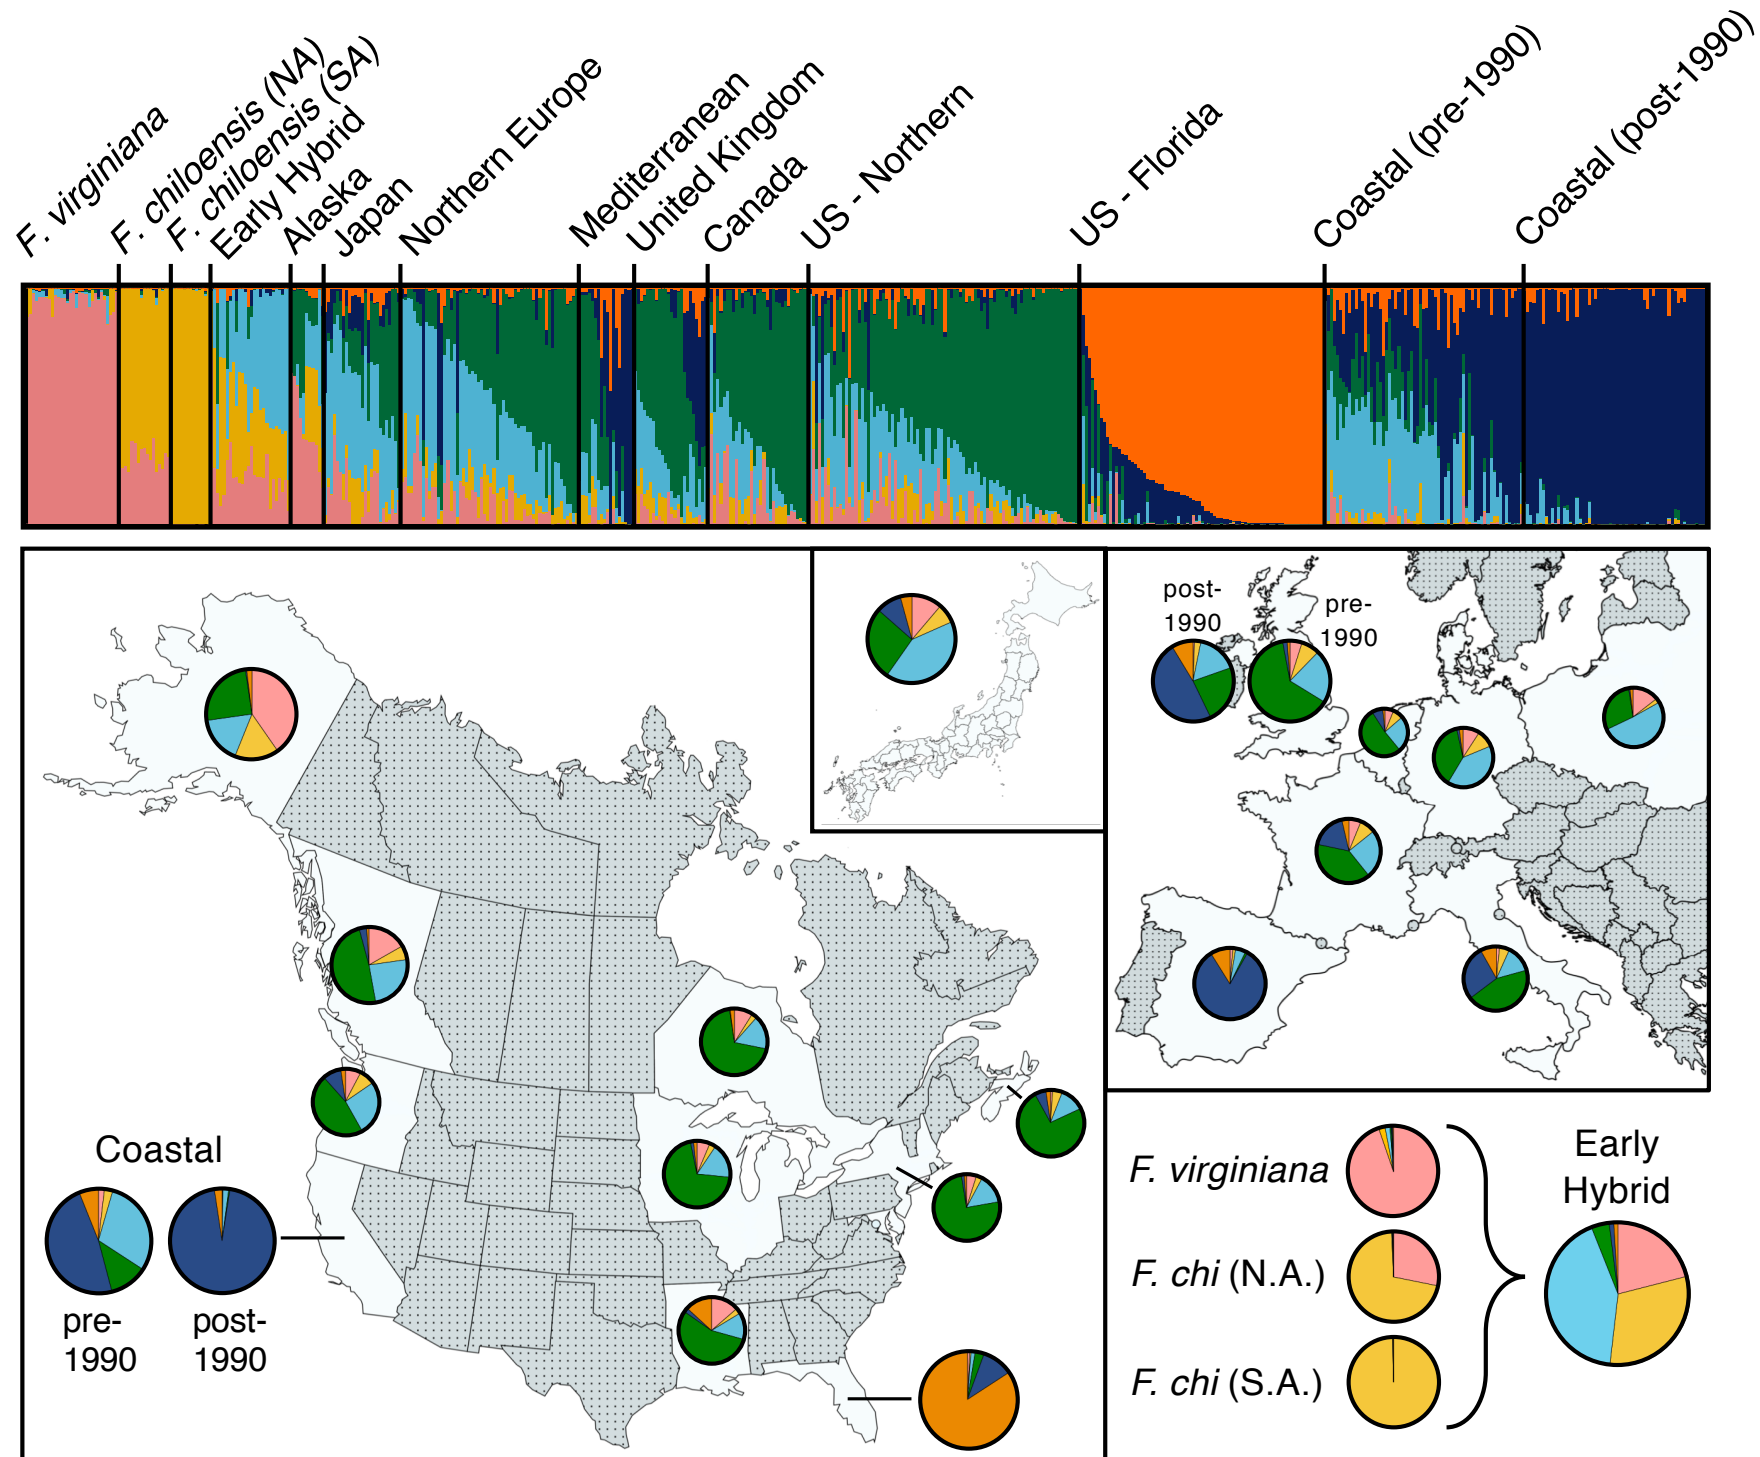 F. virginiana
F. chiloensis (NA)
F. chiloensis (SA)
Early Hybrid
Alaska
Japan
Northern Europe
Mediterranean
United Kingdom
Canada
US - Northern
US - Florida
Coastal (pre-1990)
Coastal (post-1990)
post-
1990
pre-
1990
Coastal
pre-
1990
post-
1990
F. virginiana
F. chi (N.A.)
F. chi (S.A.)
Early
Hybrid